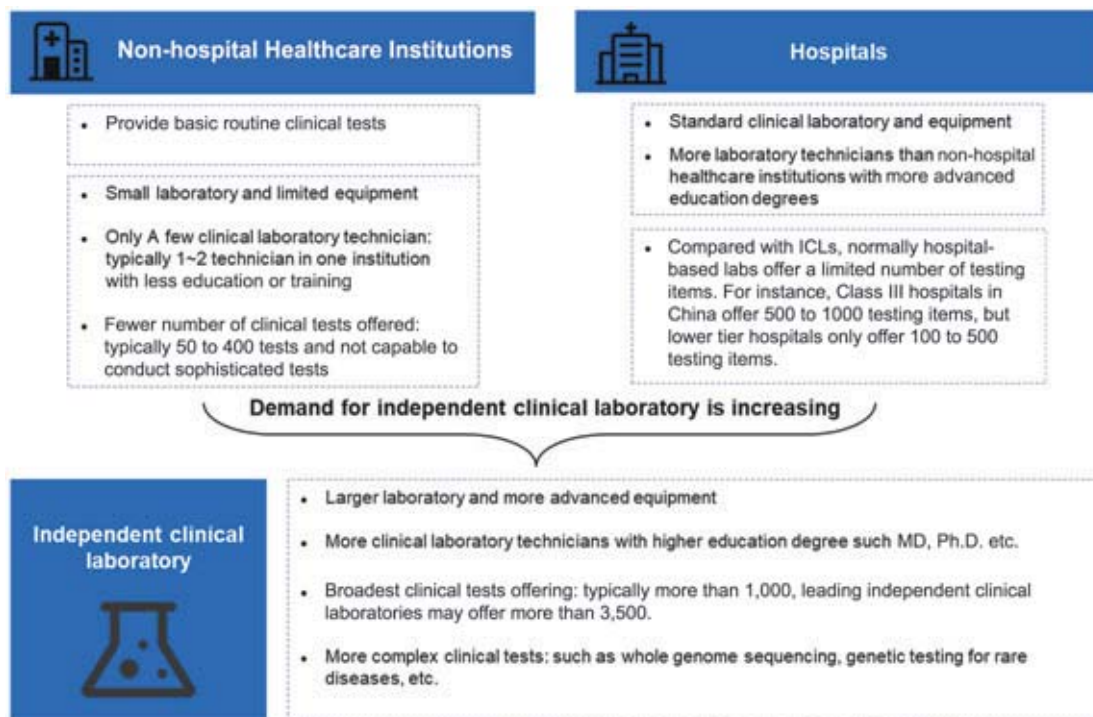 Non-hospital Healthcare Institutions
• Provide basic routine clinical tests
• Small laboratory and limited equipment
• Only A few clinical laboratory technician:
typically 1~2 technician in one institution
with less education or training
• Fewer number of clinical tests offered:
typically 50 to 400 tests and not capable to
conduct sophisticated tests
Hospitals
• Standard clinical laboratory and equipment
• More laboratory technicians than non-hospital
healthcare institutions with more advanced
education degrees
• Compared with ICLs, normally hospital-
based labs offer a limited number of testing
items. For instance, Class III hospitals in
China offer 500 to 1000 testing items, but
lower tier hospitals only offer 100 to 500
testing items.
Demand for independent clinical laboratory is increasing
Independent clinical
laboratory
• Larger laboratory and more advanced equipment
• More clinical laboratory technicians with higher education degree such MD, Ph.D. etc.
• Broadest clinical tests offering: typically more than 1,000, leading independent clinical
laboratories may offer more than 3,500.
• More complex clinical tests: such as whole genome sequencing, genetic testing for rare
diseases, etc.